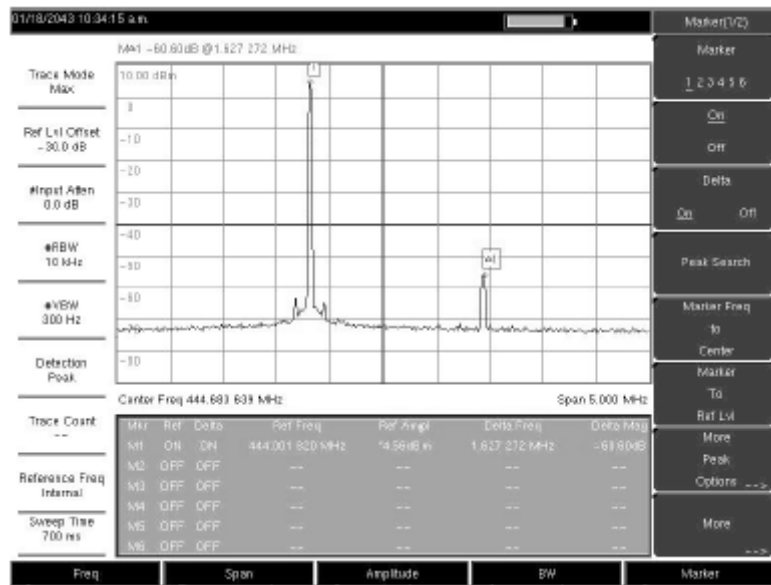 01/18/2043 10:34:15 a.m.
Marker(1/2)
M1 -60.60dB @1.627 272 MHz
Marker
1 2 3 4 5 6
Trace Mode
Max
10.00 dBm
1
0
On
Off
Ref Lvl Offset
-30.0 dB
-10
-20
Delta
On Off
#Input Atten
0.0 dB
-30
-40
#RBW
10 kHz
-50
Peak Search
-60
#VBW
300 Hz
Marker Freq
to
Center
Detection
Peak
Marker
To
Ref Lvl
Center Freq 444.683 639 MHz
Span 5.000 MHz
Trace Count
--
Mkr Ref Delta Ref Freq Ref Ampl Delta Freq Delta Mag
M1 ON ON 444.001 820 MHz 1.627 272 MHz -60.60dB
M2 OFF OFF -- -- -- --
M3 OFF OFF -- -- -- --
M4 OFF OFF -- -- -- --
M5 OFF OFF -- -- -- --
M6 OFF OFF -- -- -- --
More
Peak
Options -->
Reference Freq
Internal
Sweep Time
700 ms
More
-->
Freq
Span
Amplitude
BW
Marker